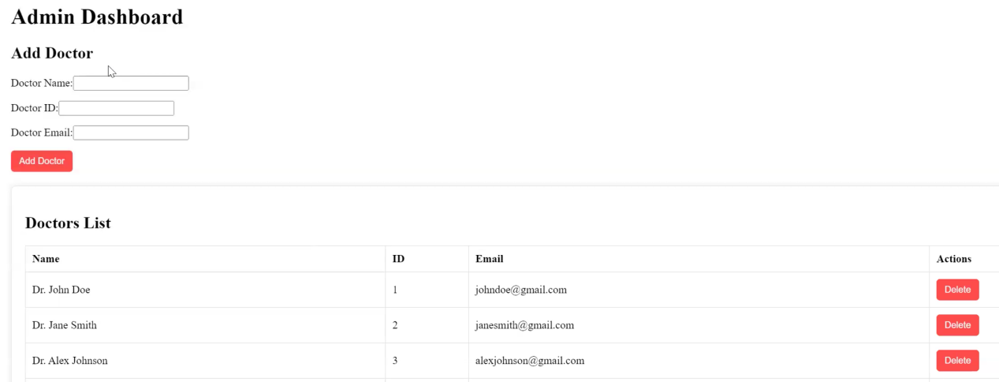 Admin Dashboard
Add Doctor
Doctor Name:
Doctor ID:
Doctor Email:
Add Doctor
Doctors List
Name ID Email Actions
Dr. John Doe 1 johndoe@gmail.com Delete
Dr. Jane Smith 2 janesmith@gmail.com Delete
Dr. Alex Johnson 3 alexjohnson@gmail.com Delete